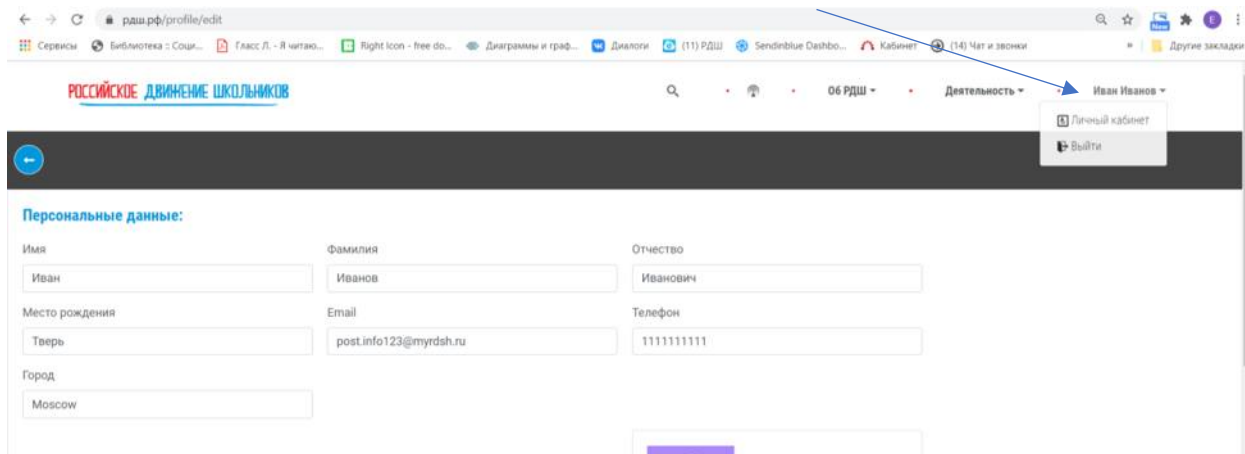 рдш.рф/profile/edit
Сервисы Библиотека :: Соци... Гласс Л. - Я читаю... Right Icon - free do... Диаграммы и граф... Диалоги (11) РДШ Sendinblue Dashbo... Кабинет (14) Чат и звонки » Другие закладки
New
E
РОССИЙСКОЕ ДВИЖЕНИЕ ШКОЛЬНИКОВ Об РДШ Деятельность Иван Иванов
Личный кабинет
Выйти
Персональные данные:
Имя Фамилия Отчество
Иван Иванов Иванович
Место рождения Email Телефон
Тверь post.info123@myrdsh.ru 1111111111
Город
Moscow